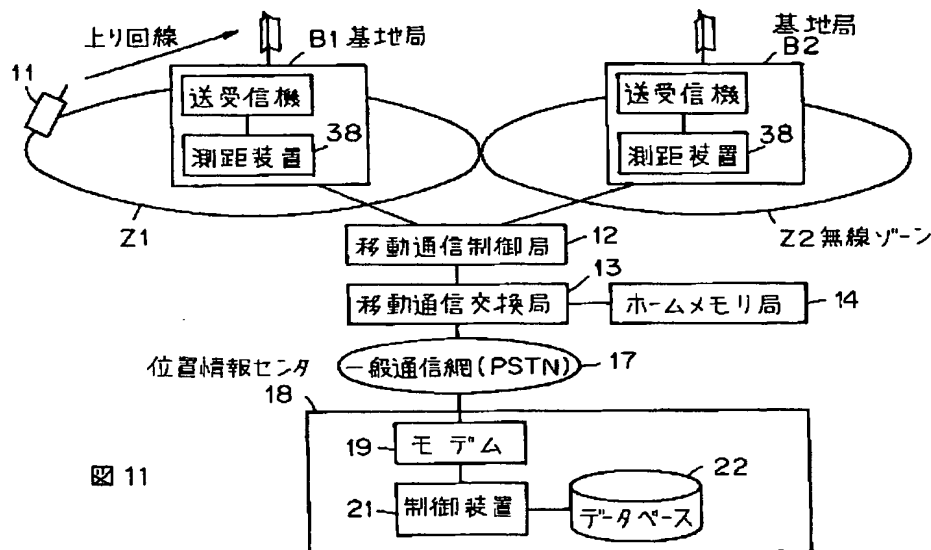 上り回線
B1 基地局
基地局
B2
11
送受信機
送受信機
38
38
測距装置
測距装置
Z1
Z2 無線ゾーン
移動通信制御局
12
13
移動通信交換局
ホームメモリ局
14
位置情報センタ
一般通信網(PSTN)
17
18
19
モデム
22
21
制御装置
データベース
図 11